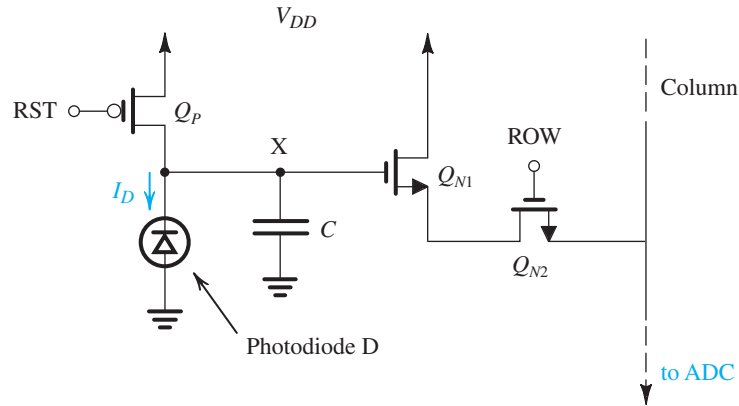 V_DD
Column
RST
Q_P
X
ROW
I_D
Q_N1
C
Q_N2
Photodiode D
to ADC